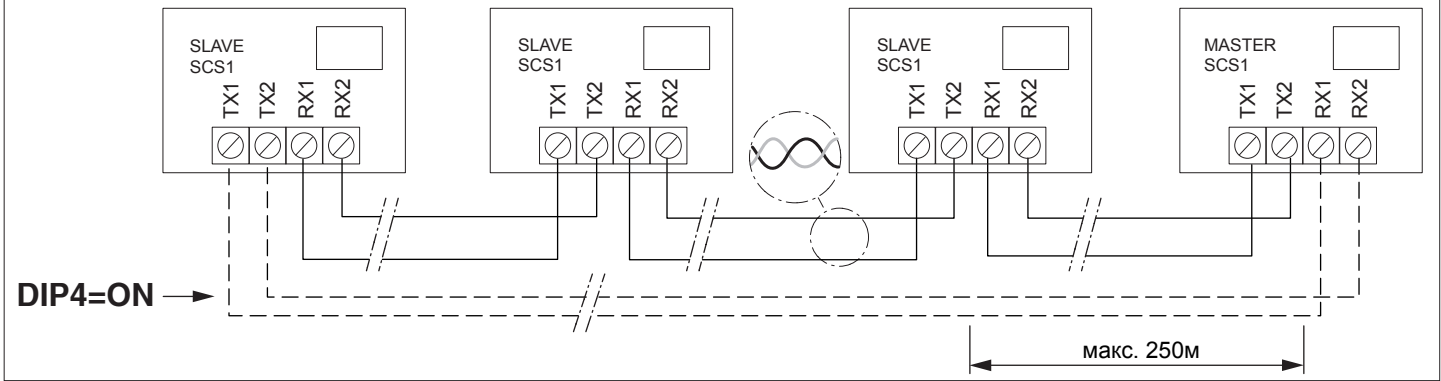 SLAVE
SCS1
TX1
TX2
RX1
RX2
SLAVE
SCS1
TX1
TX2
RX1
RX2
SLAVE
SCS1
TX1
TX2
RX1
RX2
MASTER
SCS1
TX1
TX2
RX1
RX2
DIP4=ON
макс. 250м